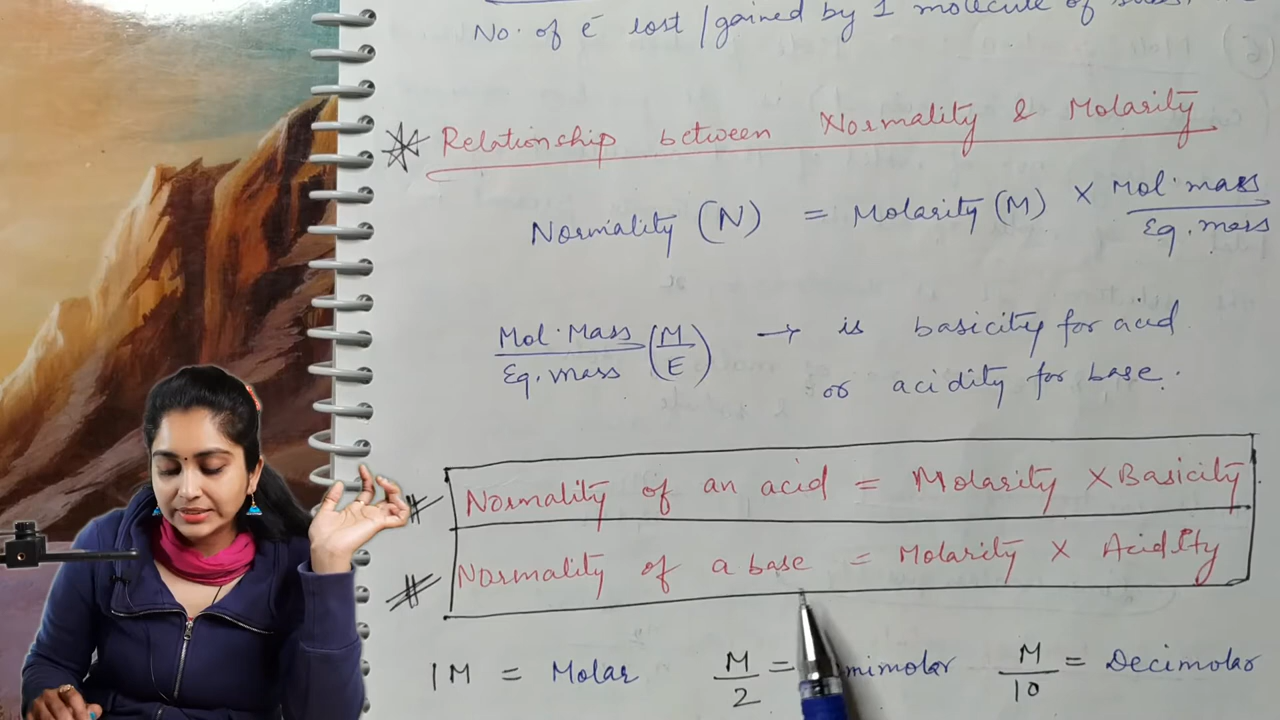 No. of e⁻ lost / gained by 1 molecule of
Relationship between Normality & Molarity
Normality (N) = Molarity (M) × Mol. mass / Eq. mass
Mol. Mass / Eq. mass (M/E) → is basicity for acid
or acidity for base.
Normality of an acid = Molarity × Basicity
Normality of a base = Molarity × Acidity
1M = Molar M/2 = M/10 = Decimolar